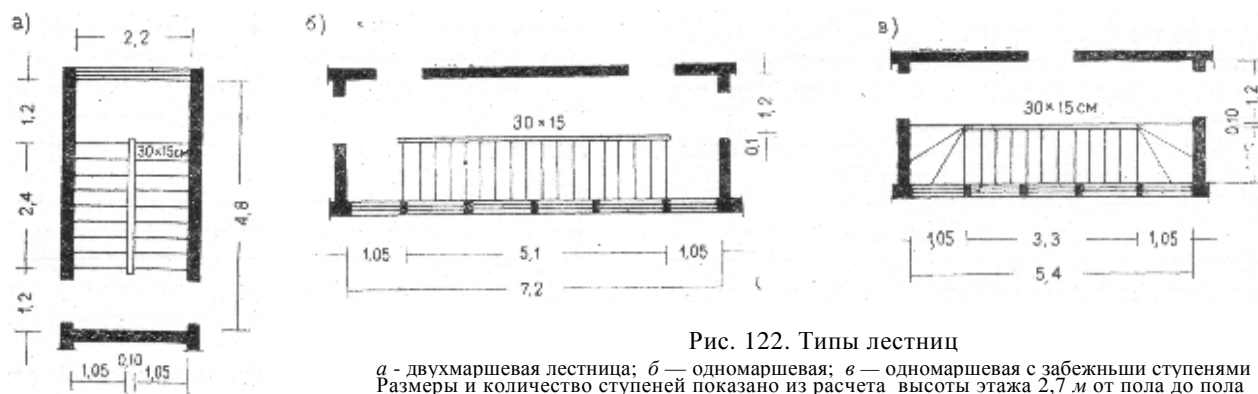 а)
2,2
1,2
30×15см
2,4
4,8
1,2
0,10
1,05 1,05
б)
30×15
1,2
0,1
1,05 5,1 1,05
7,2
в)
30×15 см
1,2
0,10
1,05 3,3 1,05
5,4
Рис. 122. Типы лестниц
а - двухмаршевая лестница; б — одномаршевая; в — одномаршевая с забежньши ступенями
Размеры и количество ступеней показано из расчета высоты этажа 2,7 м от пола до пола